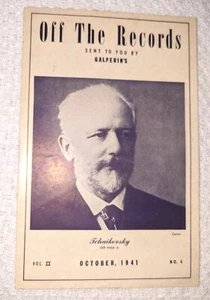 Off The Records
SENT TO YOU BY
GALPERIN'S
Tchaikovsky
VOL. II OCTOBER, 1941 NO. 4